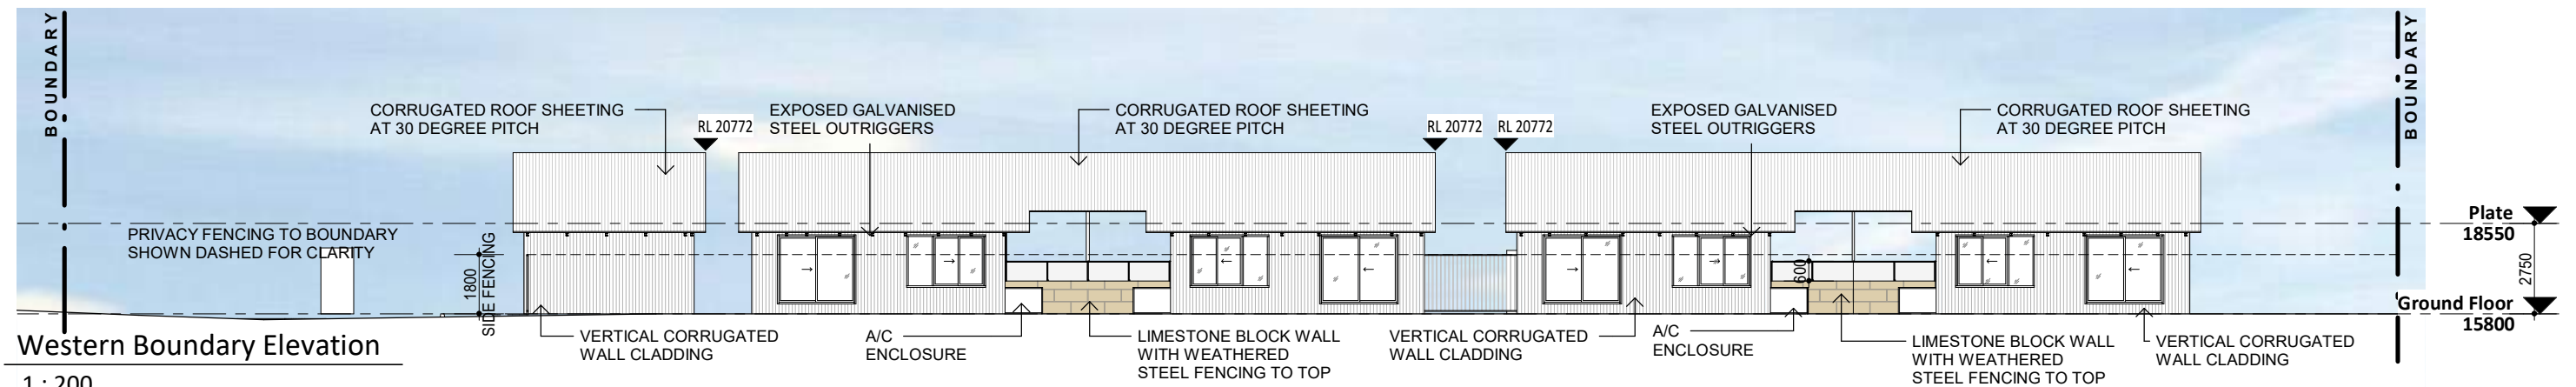 BOUNDARY
BOUNDARY
CORRUGATED ROOF SHEETING
AT 30 DEGREE PITCH
RL 20772
EXPOSED GALVANISED
STEEL OUTRIGGERS
CORRUGATED ROOF SHEETING
AT 30 DEGREE PITCH
RL 20772
RL 20772
EXPOSED GALVANISED
STEEL OUTRIGGERS
CORRUGATED ROOF SHEETING
AT 30 DEGREE PITCH
Plate
18550
2750
Ground Floor
15800
PRIVACY FENCING TO BOUNDARY
SHOWN DASHED FOR CLARITY
1800
SIDE FENCING
600
VERTICAL CORRUGATED
WALL CLADDING
A/C
ENCLOSURE
LIMESTONE BLOCK WALL
WITH WEATHERED
STEEL FENCING TO TOP
VERTICAL CORRUGATED
WALL CLADDING
A/C
ENCLOSURE
LIMESTONE BLOCK WALL
WITH WEATHERED
STEEL FENCING TO TOP
VERTICAL CORRUGATED
WALL CLADDING
Western Boundary Elevation
1 : 200